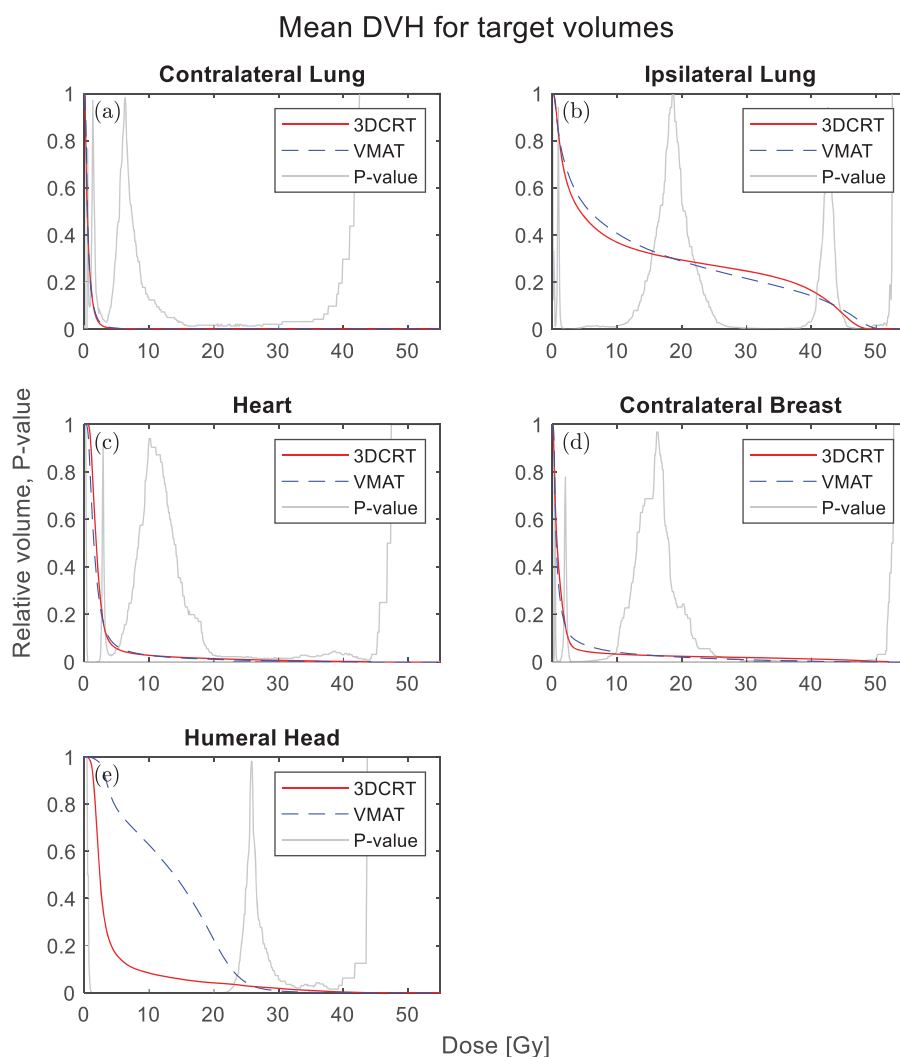 Mean DVH for target volumes
Contralateral Lung
(a)
3DCRT
VMAT
P-value
1
0.8
0.6
0.4
0.2
0
0 10 20 30 40 50
Ipsilateral Lung
(b)
3DCRT
VMAT
P-value
1
0.8
0.6
0.4
0.2
0
0 10 20 30 40 50
Relative volume, P-value
Heart
(c)
3DCRT
VMAT
P-value
1
0.8
0.6
0.4
0.2
0
0 10 20 30 40 50
Contralateral Breast
(d)
3DCRT
VMAT
P-value
1
0.8
0.6
0.4
0.2
0
0 10 20 30 40 50
Humeral Head
(e)
3DCRT
VMAT
P-value
1
0.8
0.6
0.4
0.2
0
0 10 20 30 40 50
Dose [Gy]